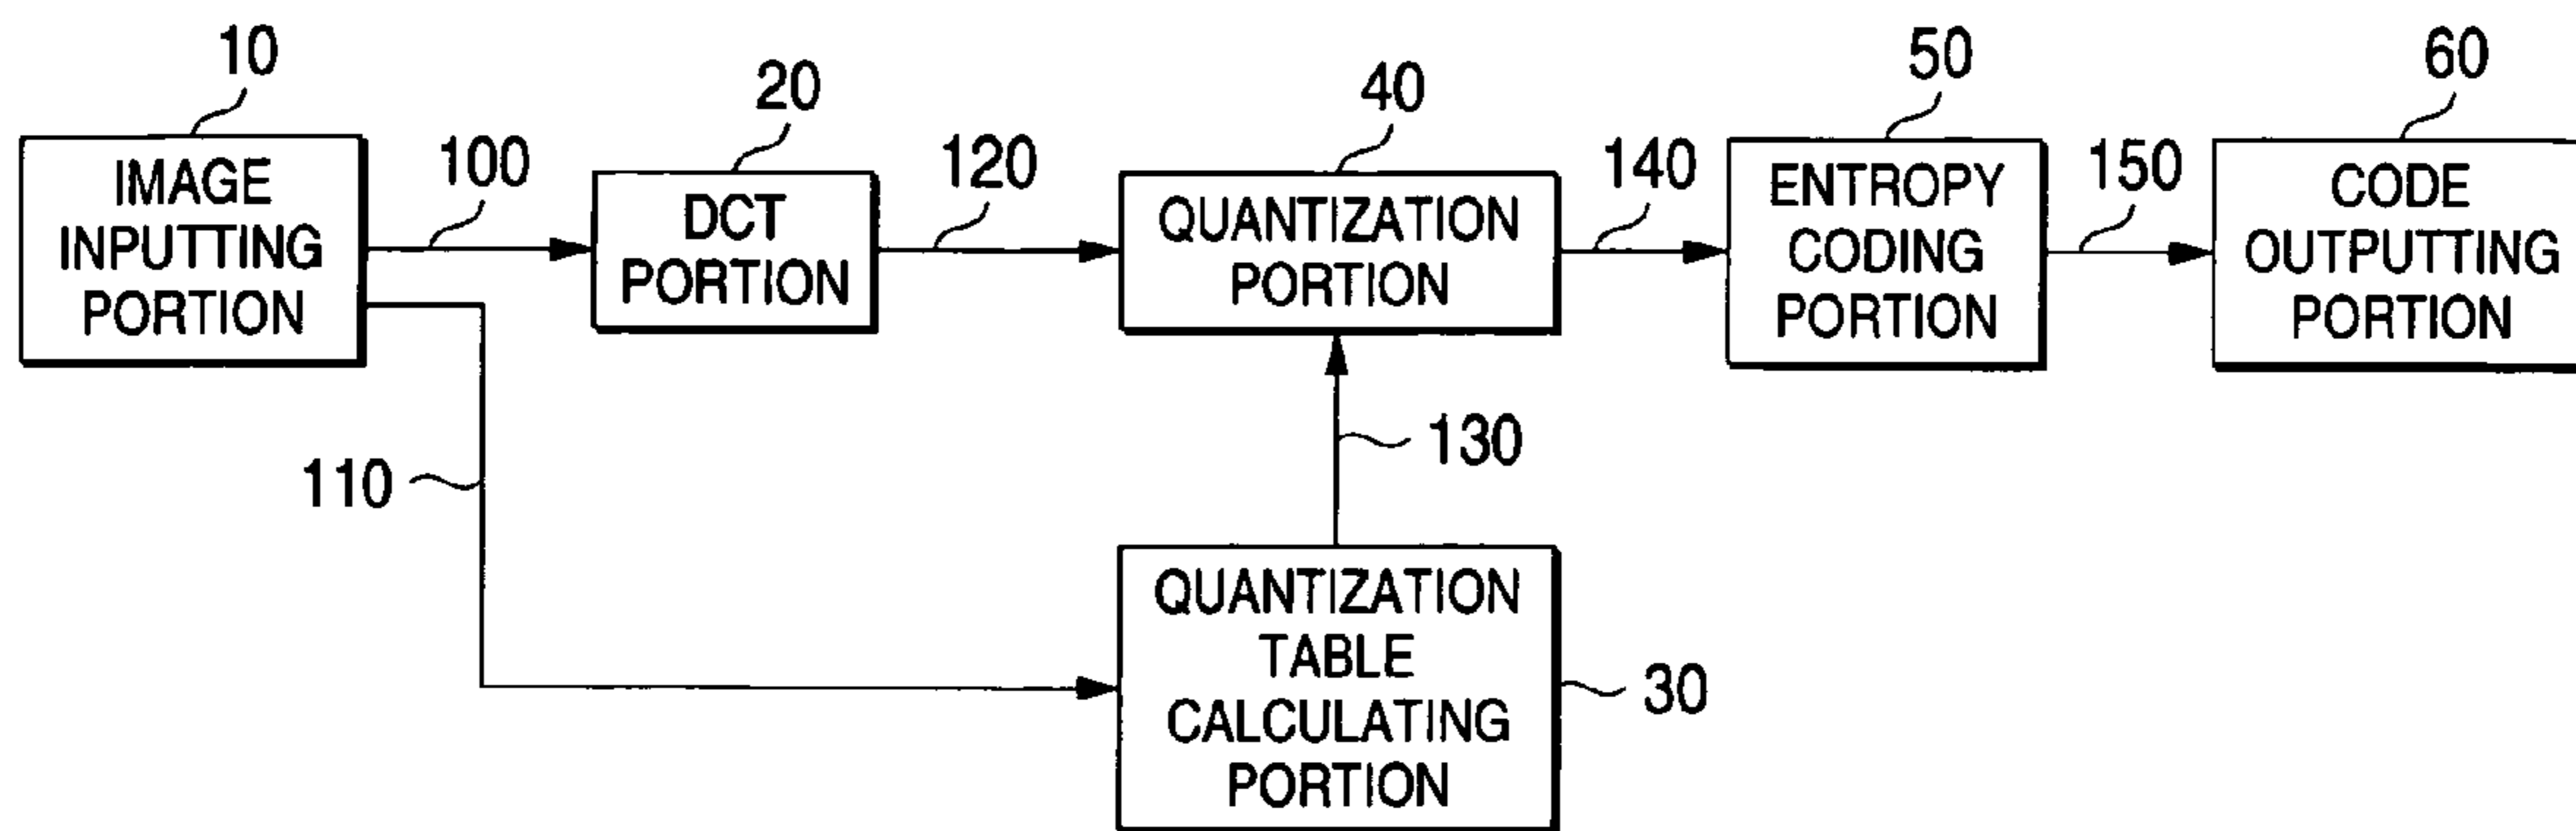 10
IMAGE
INPUTTING
PORTION
100
20
DCT
PORTION
120
40
QUANTIZATION
PORTION
140
50
ENTROPY
CODING
PORTION
150
60
CODE
OUTPUTTING
PORTION
110
130
QUANTIZATION
TABLE
CALCULATING
PORTION
30